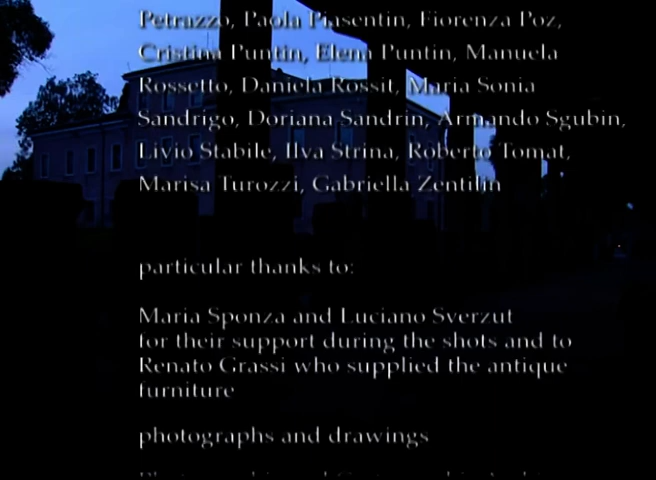 Petrazzo, Paola Piasentin, Fiorenza Poz,
Cristina Puntin, Elena Puntin, Manuela
Rossetto, Daniela Rossit, Maria Sonia
Sandrigo, Doriana Sandrin, Armando Sgubin,
Livio Stabile, Ilva Strina, Roberto Tomat,
Marisa Turozzi, Gabriella Zentilin
particular thanks to:
Maria Sponza and Luciano Sverzut
for their support during the shots and to
Renato Grassi who supplied the antique
furniture
photographs and drawings